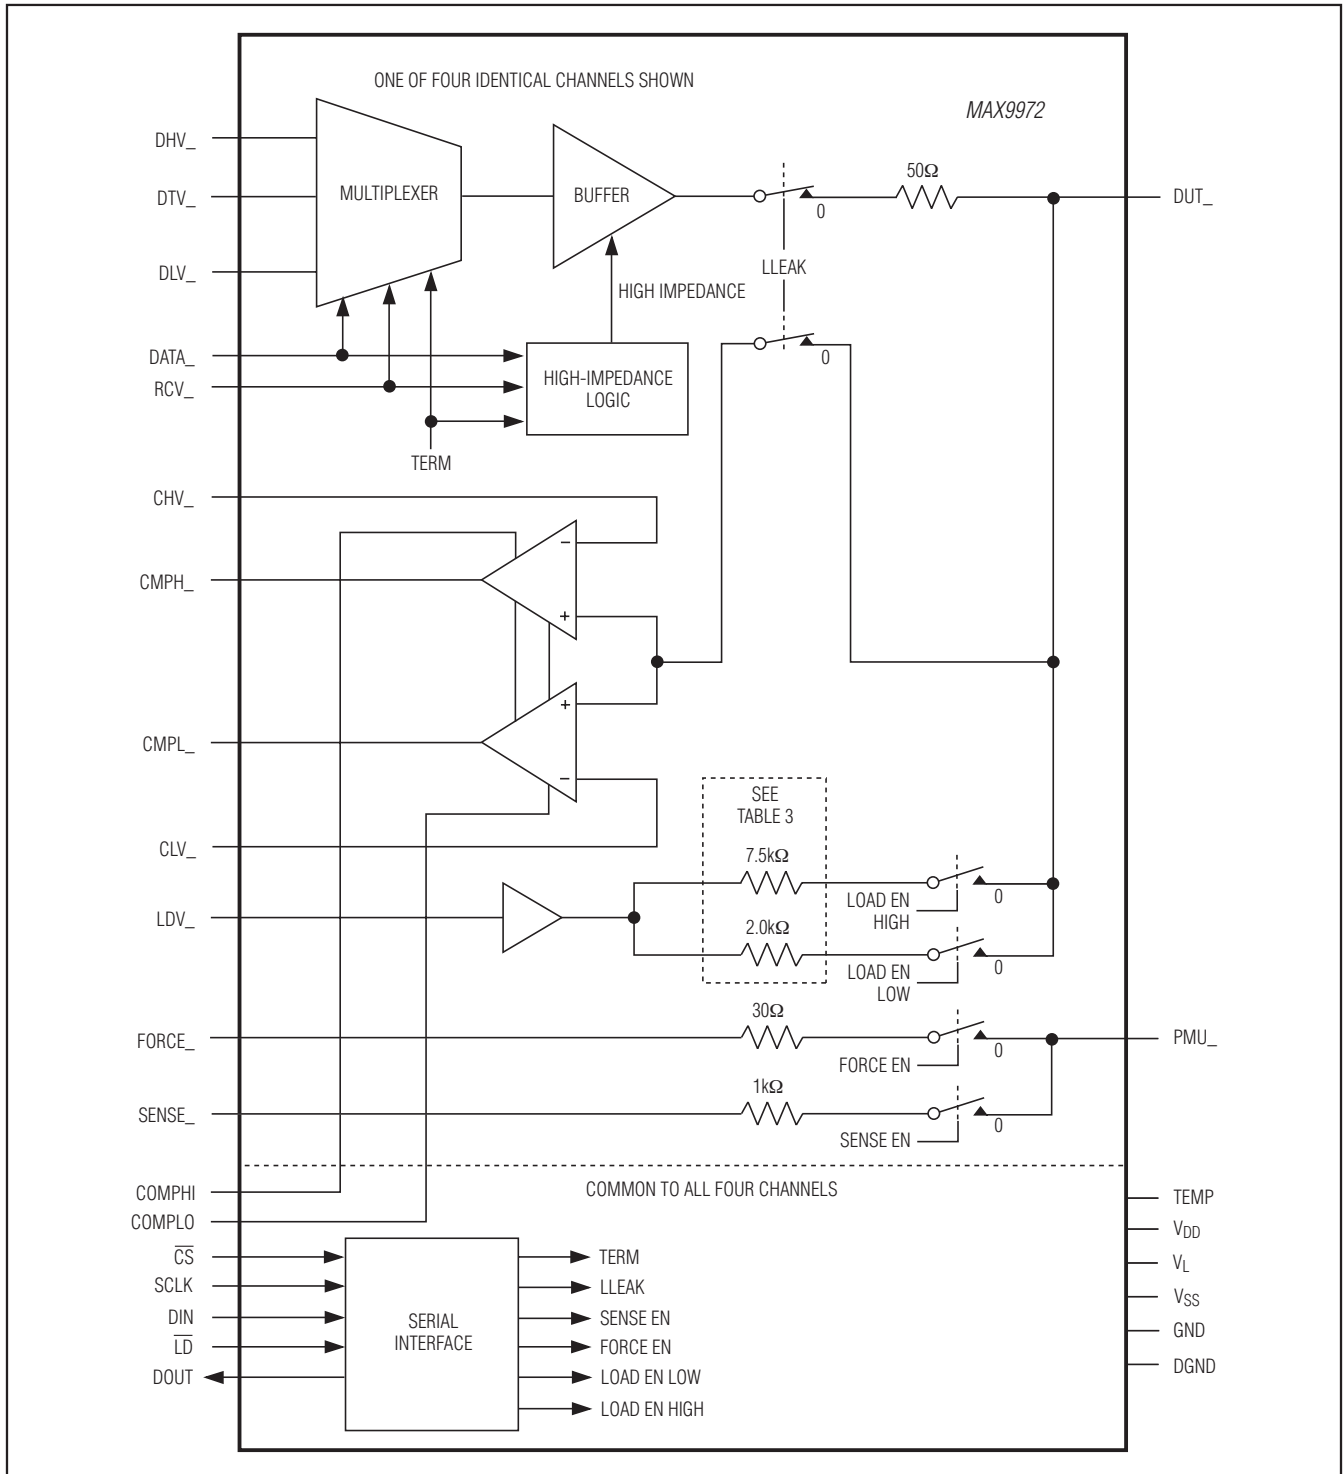 ONE OF FOUR IDENTICAL CHANNELS SHOWN
MAX9972
DHV_
DTV_
DLV_
MULTIPLEXER
BUFFER
50Ω
0
DUT_
LLEAK
HIGH IMPEDANCE
DATA_
RCV_
HIGH-IMPEDANCE
LOGIC
0
TERM
CHV_
−
CMPH_
+
+
CMPL_
−
CLV_
SEE
TABLE 3
7.5kΩ
LOAD EN
HIGH
0
LDV_
2.0kΩ
LOAD EN
LOW
0
30Ω
FORCE_
FORCE EN
0
PMU_
1kΩ
SENSE_
SENSE EN
0
COMMON TO ALL FOUR CHANNELS
COMPHI
COMPLO
CS
SCLK
DIN
LD
DOUT
SERIAL
INTERFACE
TERM
LLEAK
SENSE EN
FORCE EN
LOAD EN LOW
LOAD EN HIGH
TEMP
VDD
VL
VSS
GND
DGND